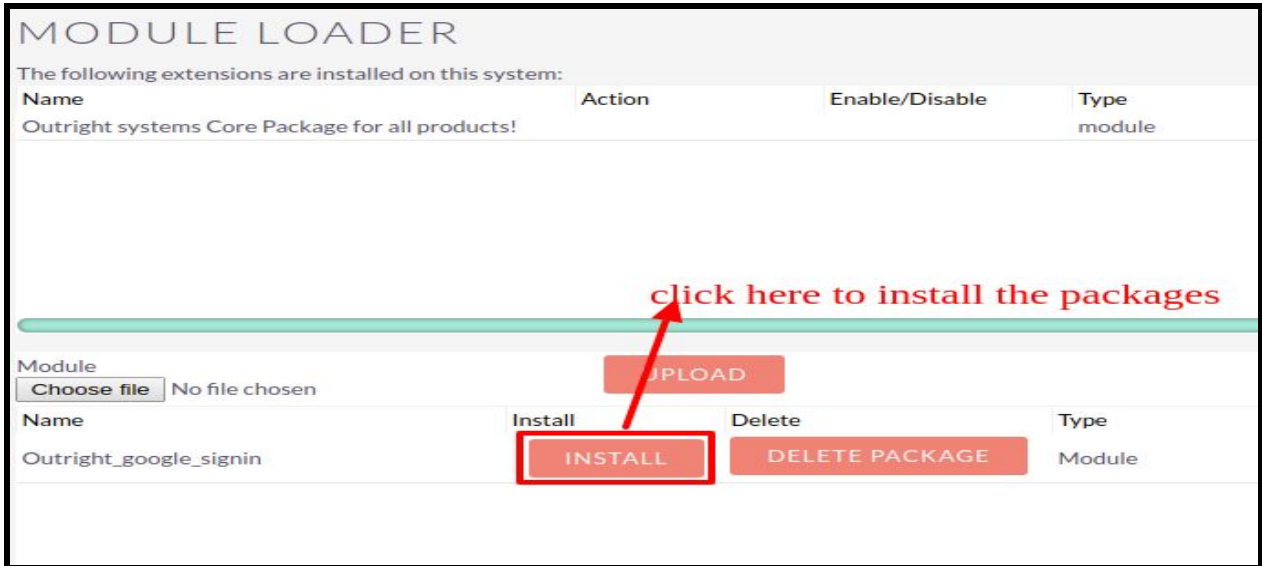 MODULE LOADER
The following extensions are installed on this system:
Name Action Enable/Disable Type
Outright systems Core Package for all products! module
click here to install the packages
Module
UPLOAD
Choose file No file chosen
Name Install Delete Type
Outright_google_signin INSTALL DELETE PACKAGE Module